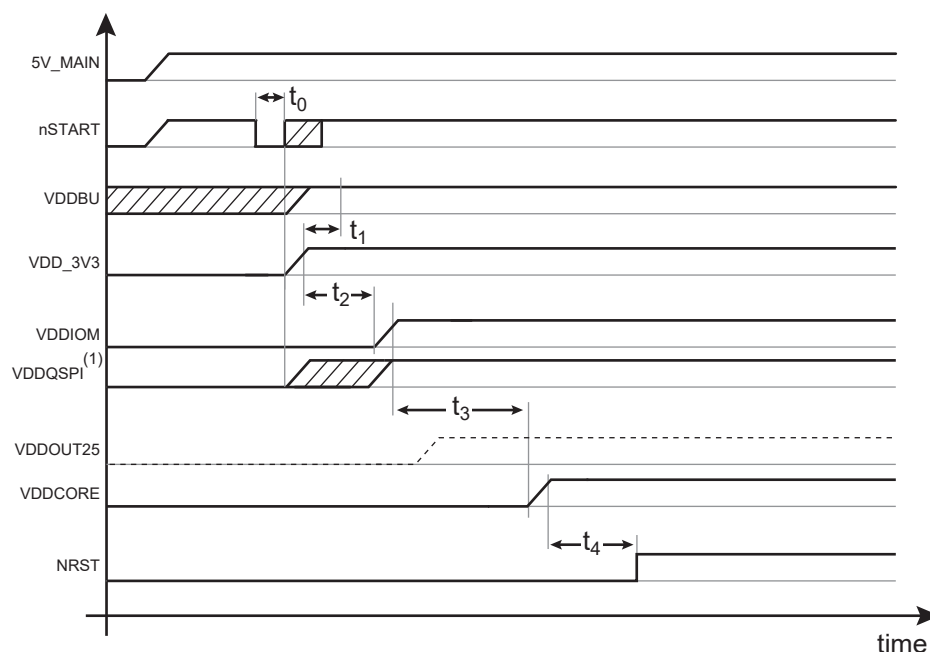 5V_MAIN
t0
nSTART
VDDBU
t1
VDD_3V3
t2
VDDIOM
VDDQSPI(1)
t3
VDDOUT25
VDDCORE
t4
NRST
time